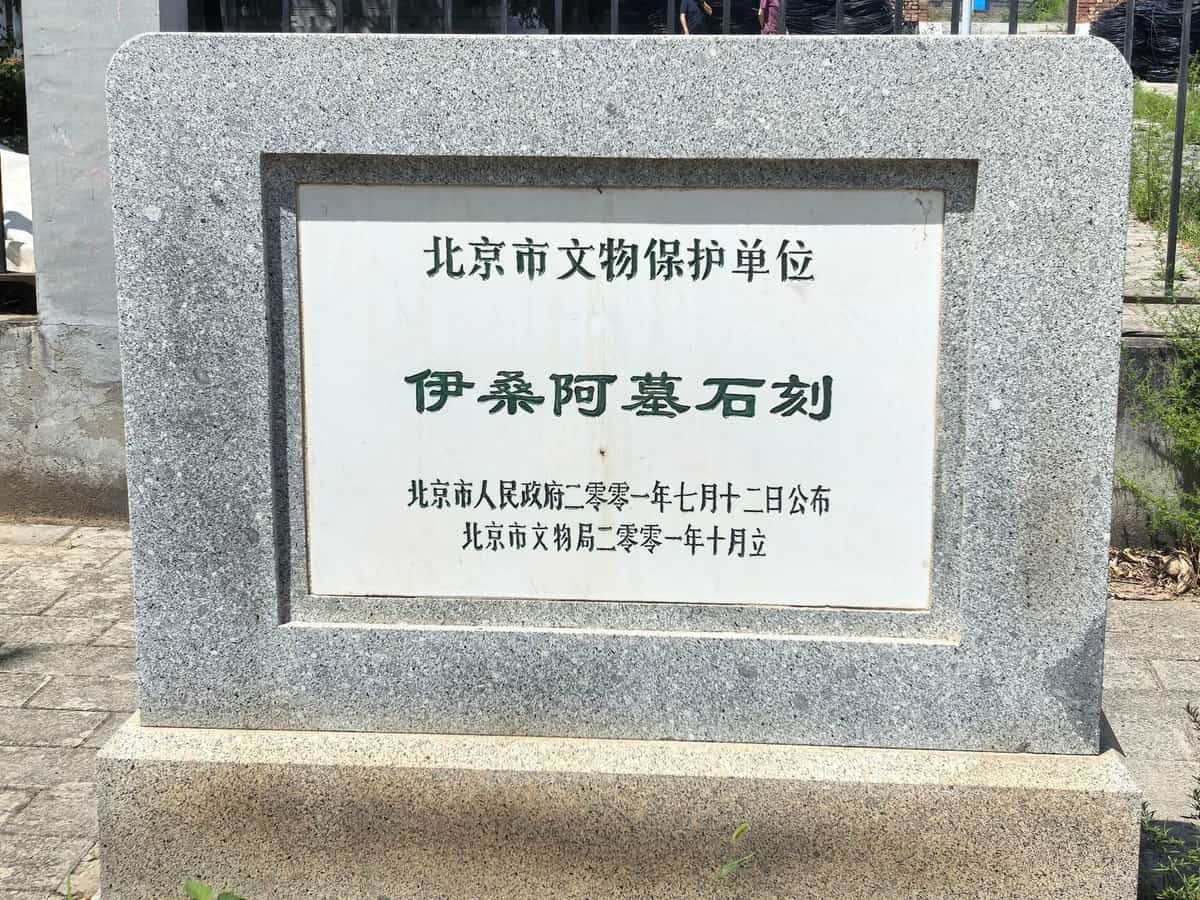 北京市文物保护单位
伊桑阿墓石刻
北京市人民政府二零零一年七月十二日公布
北京市文物局二零零一年十月立